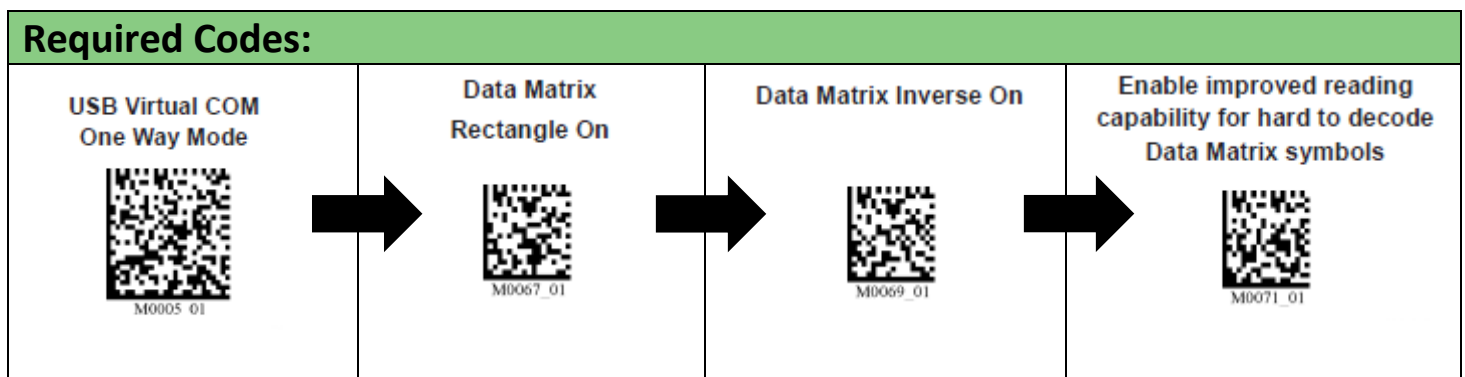 Required Codes:
USB Virtual COM
One Way Mode
M0005_01
Data Matrix
Rectangle On
M0067_01
Data Matrix Inverse On
M0069_01
Enable improved reading
capability for hard to decode
Data Matrix symbols
M0071_01